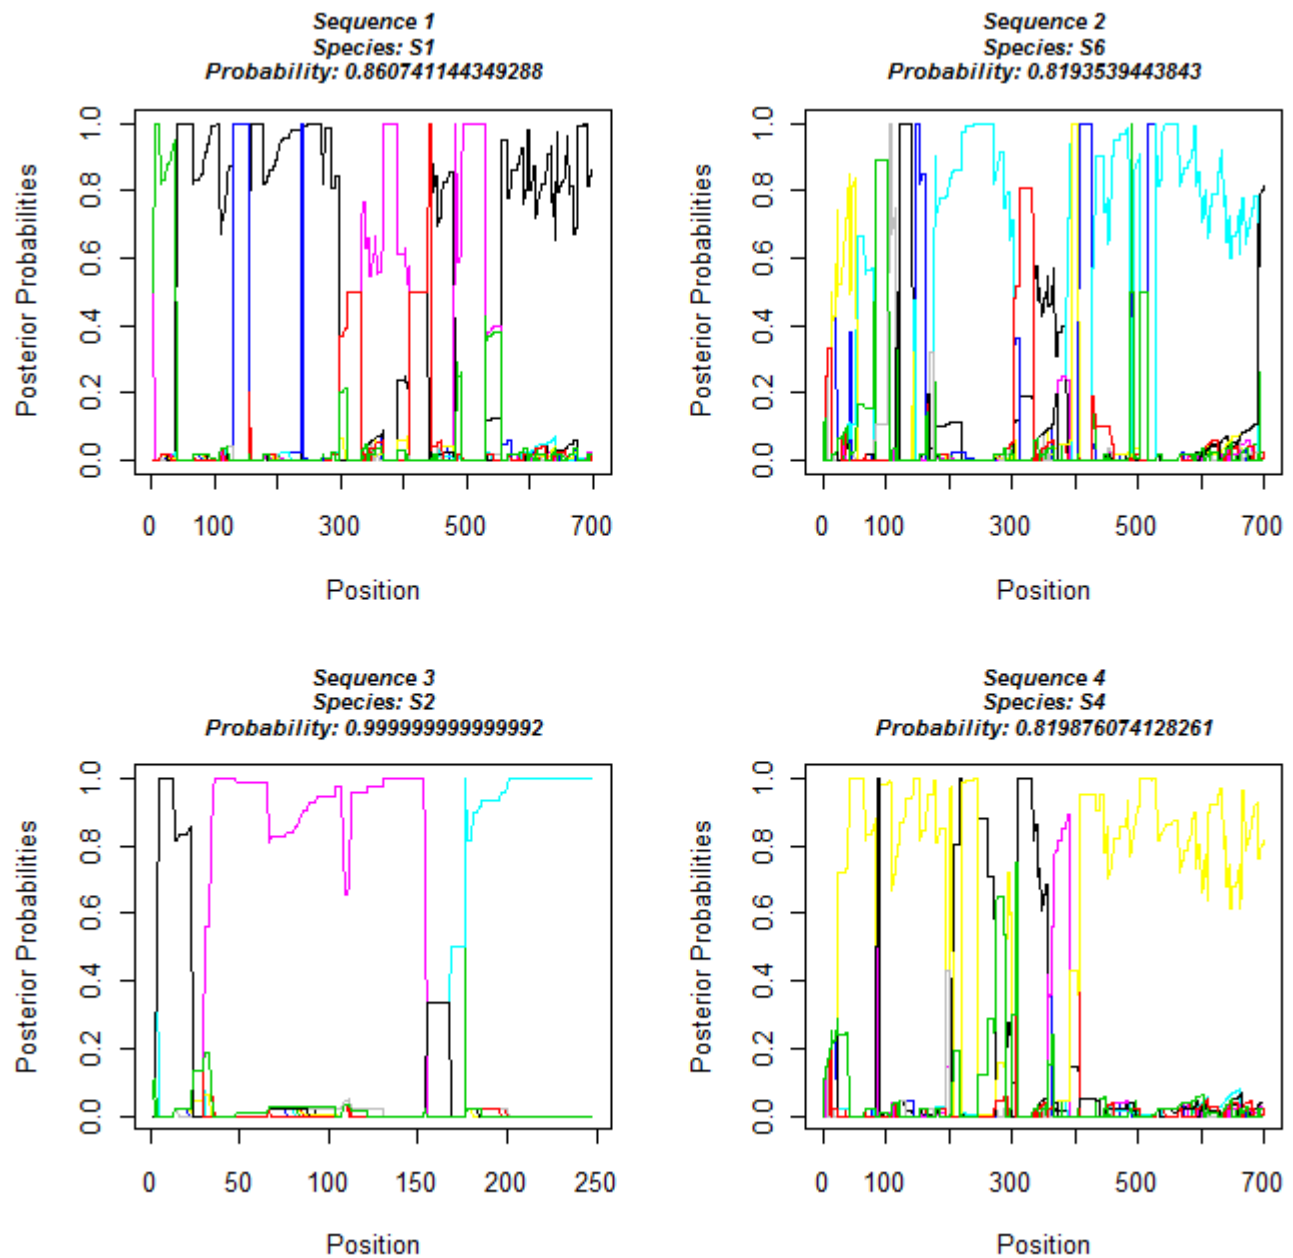 Sequence 1
Species: S1
Probability: 0.860741144349288
Posterior Probabilities
1.0
0.8
0.6
0.4
0.2
0.0
0 100 300 500 700
Position
Sequence 2
Species: S6
Probability: 0.8193539443843
Posterior Probabilities
1.0
0.8
0.6
0.4
0.2
0.0
0 100 300 500 700
Position
Sequence 3
Species: S2
Probability: 0.999999999999992
Posterior Probabilities
1.0
0.8
0.6
0.4
0.2
0.0
0 50 100 150 200 250
Position
Sequence 4
Species: S4
Probability: 0.819876074128261
Posterior Probabilities
1.0
0.8
0.6
0.4
0.2
0.0
0 100 300 500 700
Position